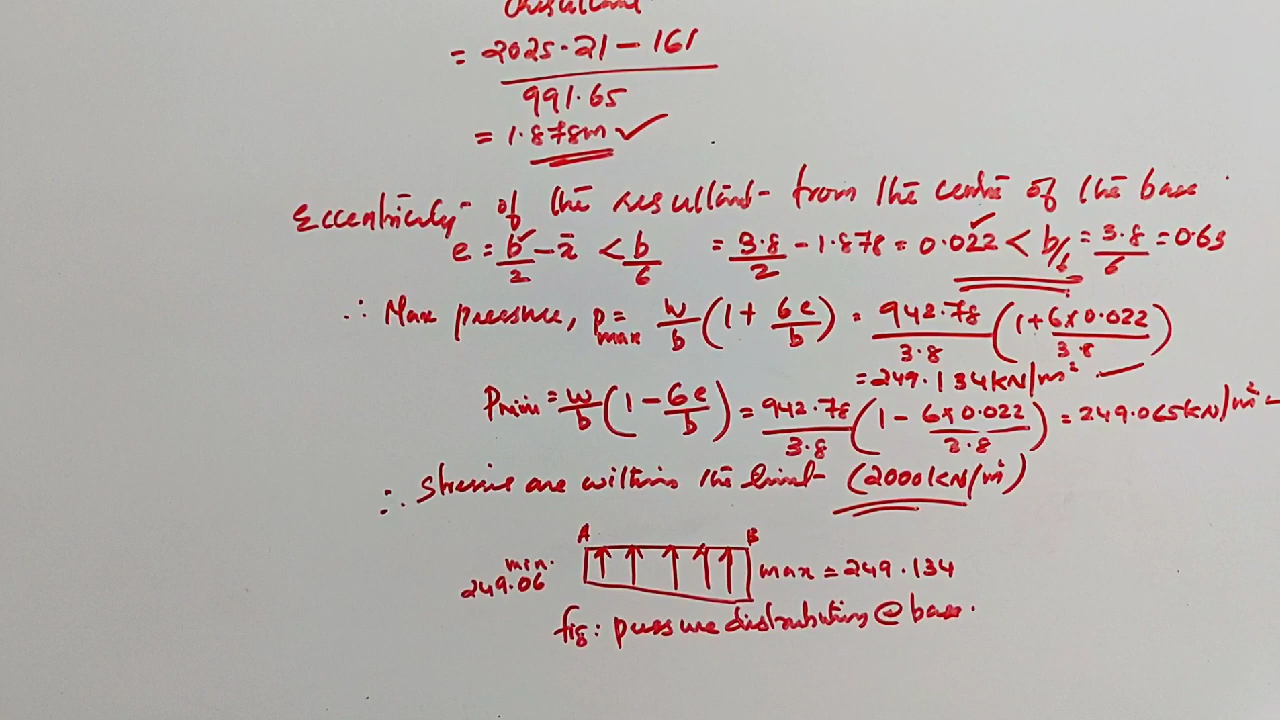 = 2025.21 - 161
991.65
= 1.878m ✓
Eccentricity of the resultant from the centre of the base.
e = b/2 - x̄ < b/6 = 3.8/2 - 1.878 = 0.022 < b/6 = 3.8/6 = 0.63
∴ Max pressure, Pmax = W/b (1 + 6e/b) = 942.78/3.8 (1 + 6x0.022/3.8)
= 249.134 kN/m²
Pmin = W/b (1 - 6e/b) = 942.78/3.8 (1 - 6x0.022/3.8) = 249.065 kN/m²
∴ Stresses are within the limit (2000 kN/m²)
A B
min. 249.06 max = 249.134
fig: pressure distribution @ base.